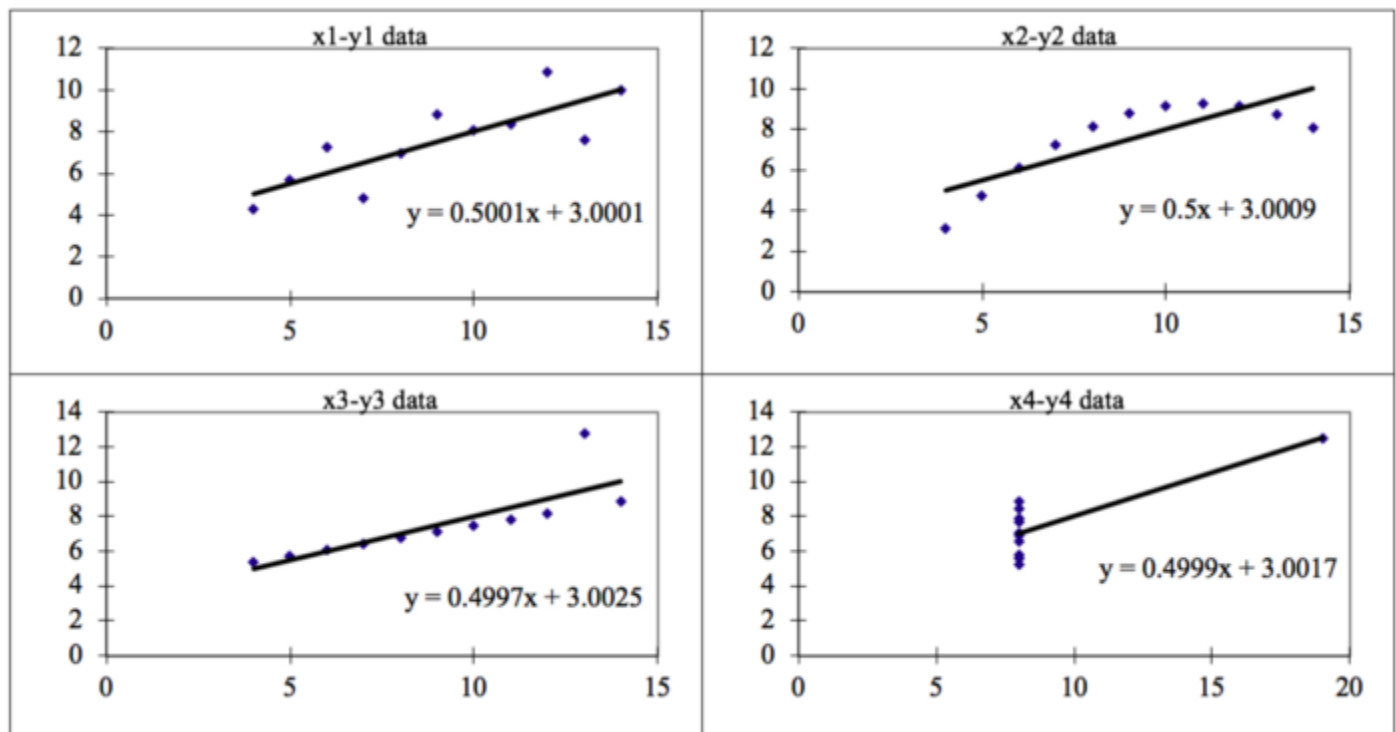 x1-y1 data
12
10
8
6
4
2
0
y = 0.5001x + 3.0001
0 5 10 15
x2-y2 data
12
10
8
6
4
2
0
y = 0.5x + 3.0009
0 5 10 15
x3-y3 data
14
12
10
8
6
4
2
0
y = 0.4997x + 3.0025
0 5 10 15
x4-y4 data
14
12
10
8
6
4
2
0
y = 0.4999x + 3.0017
0 5 10 15 20